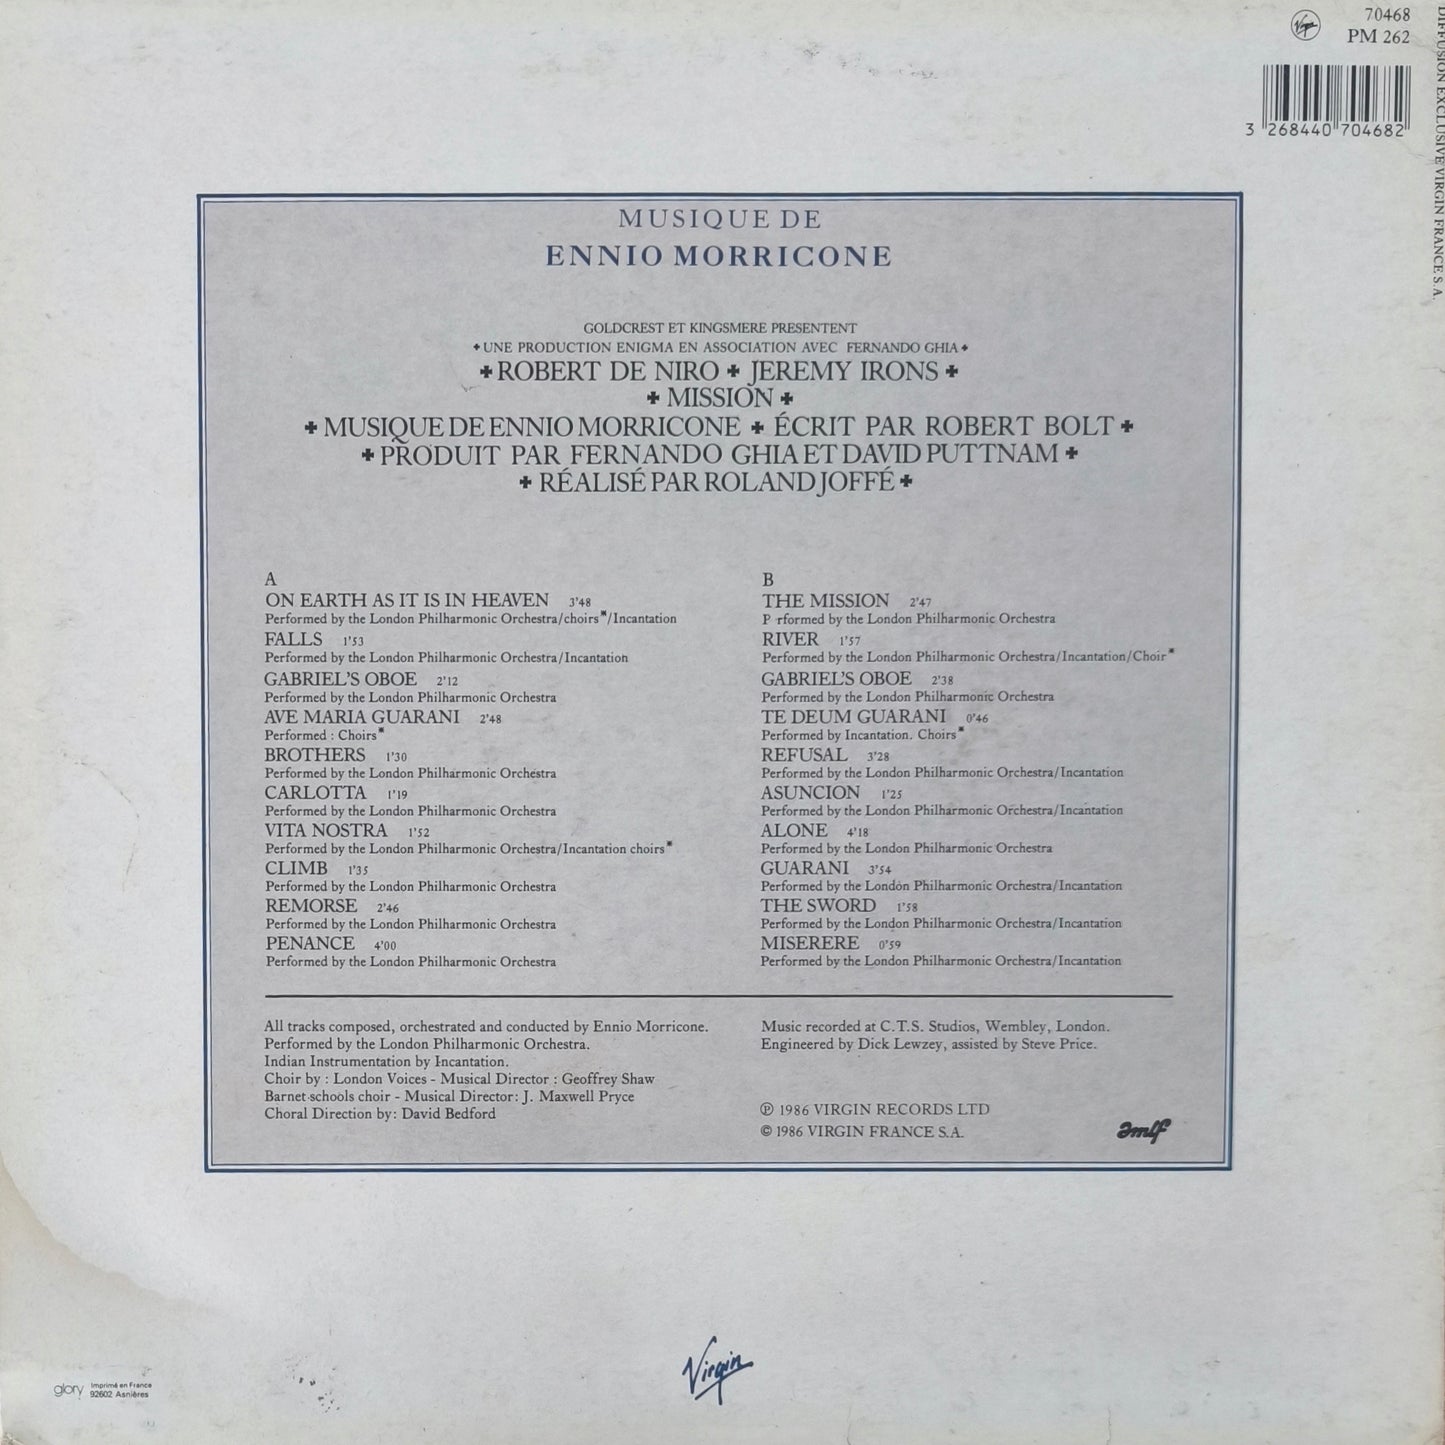 Virgin
70468
PM 262
3 268440 704682
DIFFUSION EXCLUSIVE VIRGIN FRANCE S.A.
MUSIQUE DE
ENNIO MORRICONE
GOLDCREST ET KINGSMERE PRESENTENT
✚ UNE PRODUCTION ENIGMA EN ASSOCIATION AVEC FERNANDO GHIA ✚
✚ ROBERT DE NIRO ✚ JEREMY IRONS ✚
✚ MISSION ✚
✚ MUSIQUE DE ENNIO MORRICONE ✚ ÉCRIT PAR ROBERT BOLT ✚
✚ PRODUIT PAR FERNANDO GHIA ET DAVID PUTTNAM ✚
✚ RÉALISÉ PAR ROLAND JOFFÉ ✚
A
ON EARTH AS IT IS IN HEAVEN 3'48
Performed by the London Philharmonic Orchestra/choirs*/Incantation
FALLS 1'53
Performed by the London Philharmonic Orchestra/Incantation
GABRIEL'S OBOE 2'12
Performed by the London Philharmonic Orchestra
AVE MARIA GUARANI 2'48
Performed : Choirs*
BROTHERS 1'30
Performed by the London Philharmonic Orchestra
CARLOTTA 1'19
Performed by the London Philharmonic Orchestra
VITA NOSTRA 1'52
Performed by the London Philharmonic Orchestra/Incantation choirs*
CLIMB 1'35
Performed by the London Philharmonic Orchestra
REMORSE 2'46
Performed by the London Philharmonic Orchestra
PENANCE 4'00
Performed by the London Philharmonic Orchestra
B
THE MISSION 2'47
P rformed by the London Philharmonic Orchestra
RIVER 1'57
Performed by the London Philharmonic Orchestra/Incantation/Choir*
GABRIEL'S OBOE 2'38
Performed by the London Philharmonic Orchestra
TE DEUM GUARANI 0'46
Performed by Incantation. Choirs*
REFUSAL 3'28
Performed by the London Philharmonic Orchestra/Incantation
ASUNCION 1'25
Performed by the London Philharmonic Orchestra/Incantation
ALONE 4'18
Performed by the London Philharmonic Orchestra
GUARANI 3'54
Performed by the London Philharmonic Orchestra/Incantation
THE SWORD 1'58
Performed by the London Philharmonic Orchestra/Incantation
MISERERE 0'59
Performed by the London Philharmonic Orchestra/Incantation
All tracks composed, orchestrated and conducted by Ennio Morricone.
Performed by the London Philharmonic Orchestra.
Indian Instrumentation by Incantation.
Choir by : London Voices - Musical Director : Geoffrey Shaw
Barnet schools choir - Musical Director: J. Maxwell Pryce
Choral Direction by: David Bedford
Music recorded at C.T.S. Studios, Wembley, London.
Engineered by Dick Lewzey, assisted by Steve Price.
℗ 1986 VIRGIN RECORDS LTD
© 1986 VIRGIN FRANCE S.A.
amlf
Virgin
glory
Imprimé en France
92602 Asnières